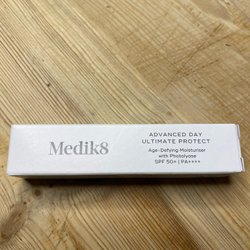 Medik8
ADVANCED DAY
ULTIMATE PROTECT
Age-Defying Moisturiser
with Photolyase
SPF 50+ | PA++++